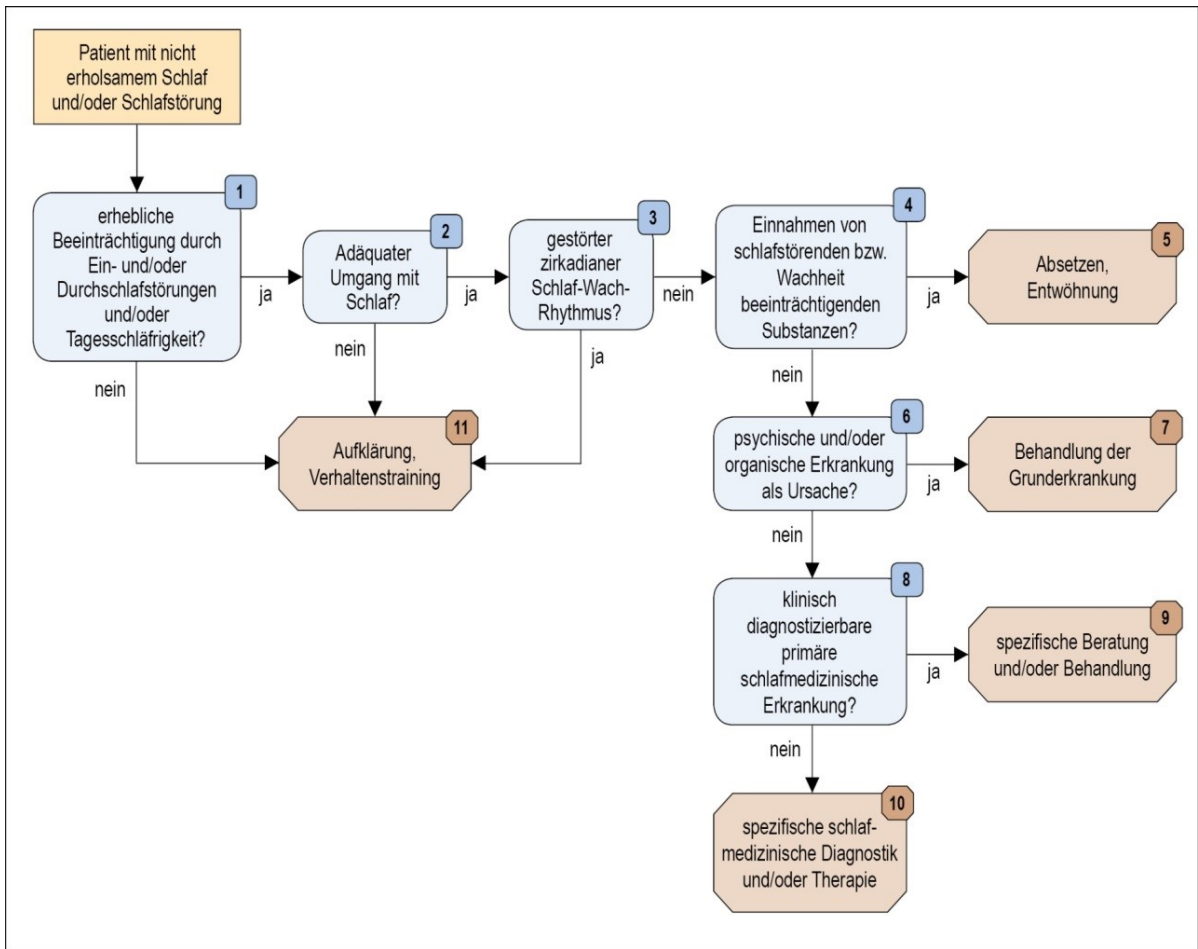 Patient mit nicht
erholsamem Schlaf
und/oder Schlafstörung
1
erhebliche
Beeinträchtigung durch
Ein- und/oder
Durchschlafstörungen
und/oder
Tagesschläfrigkeit?
ja
nein
2
Adäquater
Umgang mit
Schlaf?
ja
nein
3
gestörter
zirkadianer
Schlaf-Wach-
Rhythmus?
nein
ja
4
Einnahmen von
schlafstörenden bzw.
Wachheit
beeinträchtigenden
Substanzen?
ja
nein
5
Absetzen,
Entwöhnung
11
Aufklärung,
Verhaltenstraining
6
psychische und/oder
organische Erkrankung
als Ursache?
ja
nein
7
Behandlung der
Grunderkrankung
8
klinisch
diagnostizierbare
primäre
schlafmedizinische
Erkrankung?
ja
nein
9
spezifische Beratung
und/oder Behandlung
10
spezifische schlaf-
medizinische Diagnostik
und/oder Therapie